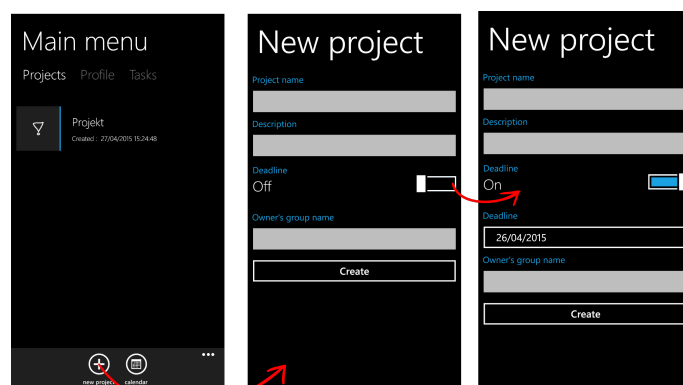 Main menu
Projects Profile Tasks
Projekt
Created : 27/04/2015 15:24:48
new project calendar
New project
Project name
Description
Deadline
Off
Owner's group name
Create
New project
Project name
Description
Deadline
On
Deadline
26/04/2015
Owner's group name
Create